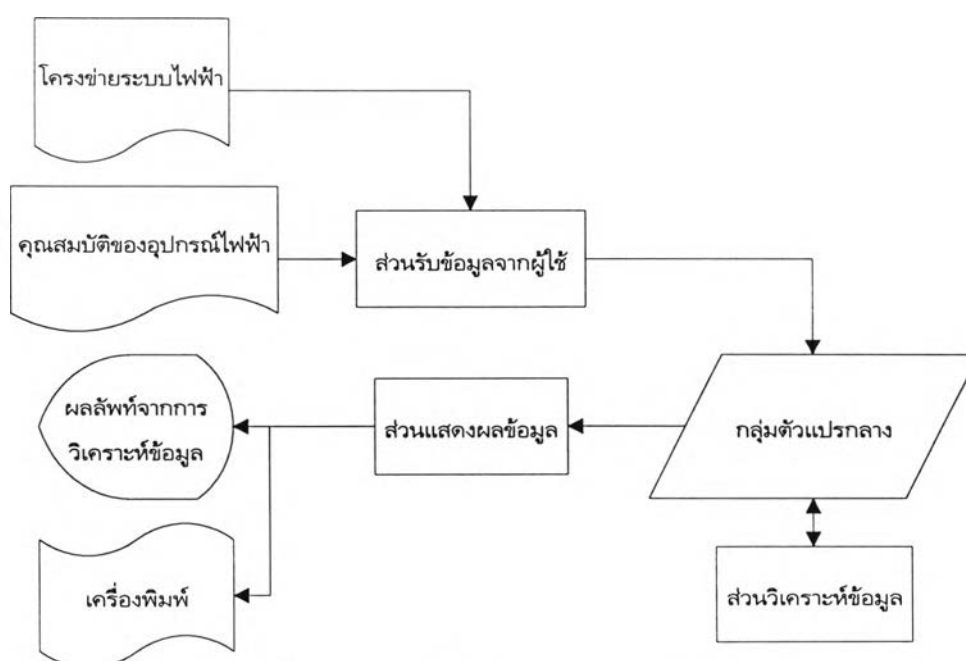 โครงข่ายระบบไฟฟ้า
คุณสมบัติของอุปกรณ์ไฟฟ้า
ส่วนรับข้อมูลจากผู้ใช้
ผลลัพท์จากการ
วิเคราะห์ข้อมูล
ส่วนแสดงผลข้อมูล
กลุ่มตัวแปรกลาง
เครื่องพิมพ์
ส่วนวิเคราะห์ข้อมูล